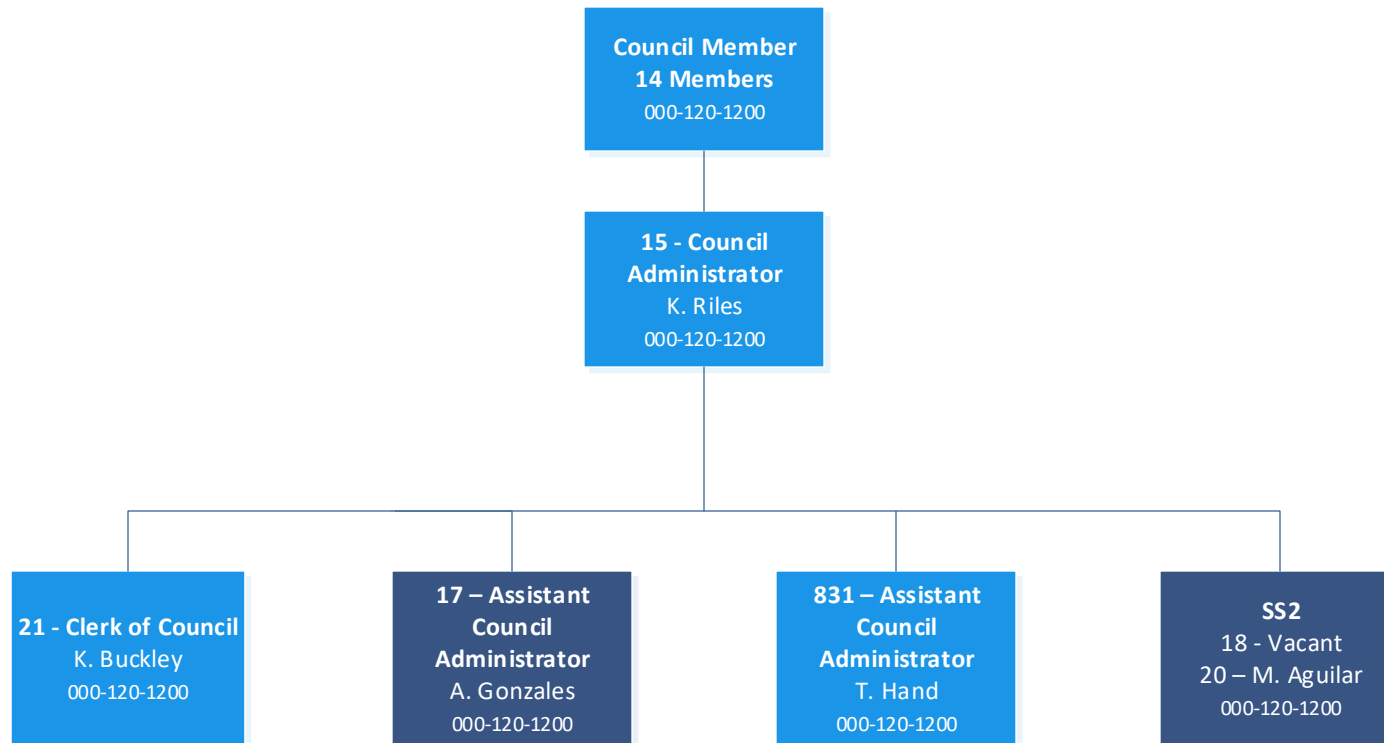 Council Member
14 Members
000-120-1200
15 - Council
Administrator
K. Riles
000-120-1200
21 - Clerk of Council
K. Buckley
000-120-1200
17 – Assistant
Council
Administrator
A. Gonzales
000-120-1200
831 – Assistant
Council
Administrator
T. Hand
000-120-1200
SS2
18 - Vacant
20 – M. Aguilar
000-120-1200